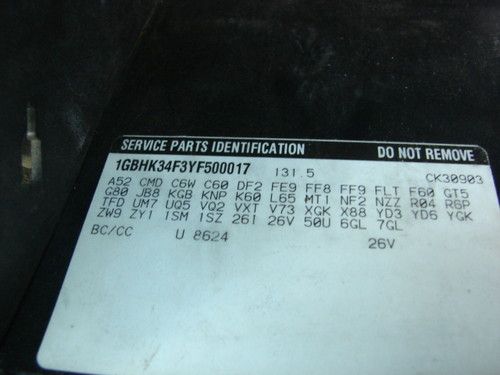 SERVICE PARTS IDENTIFICATION DO NOT REMOVE
1GBHK34F3YF500017 131.5 CK30903
A52 CMD C6W C60 DF2 FE9 FF8 FF9 FLT F60 GT5
G80 JB8 KGB KNP K60 L65 MT1 NF2 NZZ R04 R6P
TFD UM7 UQ5 VQ2 VXT V73 XGK X88 YD3 YD6 YGK
ZW9 ZY1 1SM 1SZ 26I 26V 50U 6GL 7GL
BC/CC U 8624 26V